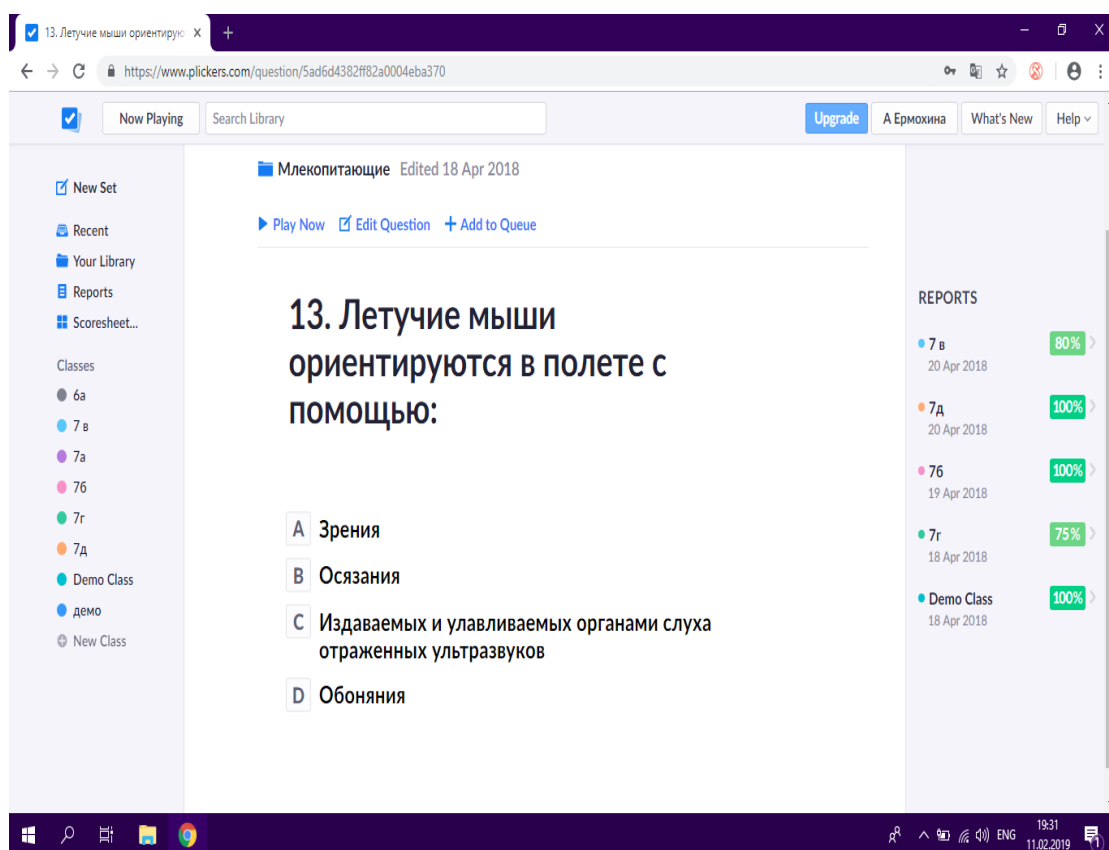 13. Летучие мыши ориентирую
https://www.plickers.com/question/5ad6d4382ff82a0004eba370
Now Playing
Search Library
Upgrade
А Ермохина
What's New
Help
New Set
Recent
Your Library
Reports
Scoresheet...
Classes
6а
7 в
7а
7б
7г
7д
Demo Class
демо
New Class
Млекопитающие Edited 18 Apr 2018
Play Now Edit Question Add to Queue
13. Летучие мыши
ориентируются в полете с
помощью:
A Зрения
B Осязания
C Издаваемых и улавливаемых органами слуха
отраженных ультразвуков
D Обоняния
REPORTS
7 в 80%
20 Apr 2018
7д 100%
20 Apr 2018
7б 100%
19 Apr 2018
7г 75%
18 Apr 2018
Demo Class 100%
18 Apr 2018
ENG
19:31
11.02.2019